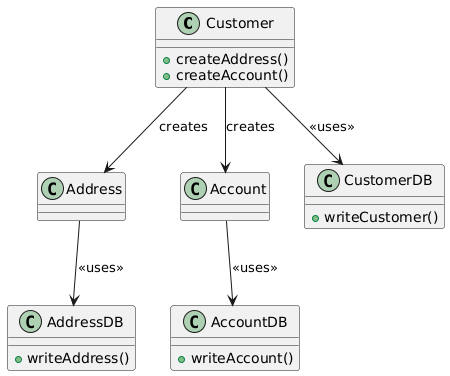 C Customer
createAddress()
createAccount()
creates
creates
«uses»
C Address
C Account
C CustomerDB
writeCustomer()
«uses»
«uses»
C AddressDB
writeAddress()
C AccountDB
writeAccount()